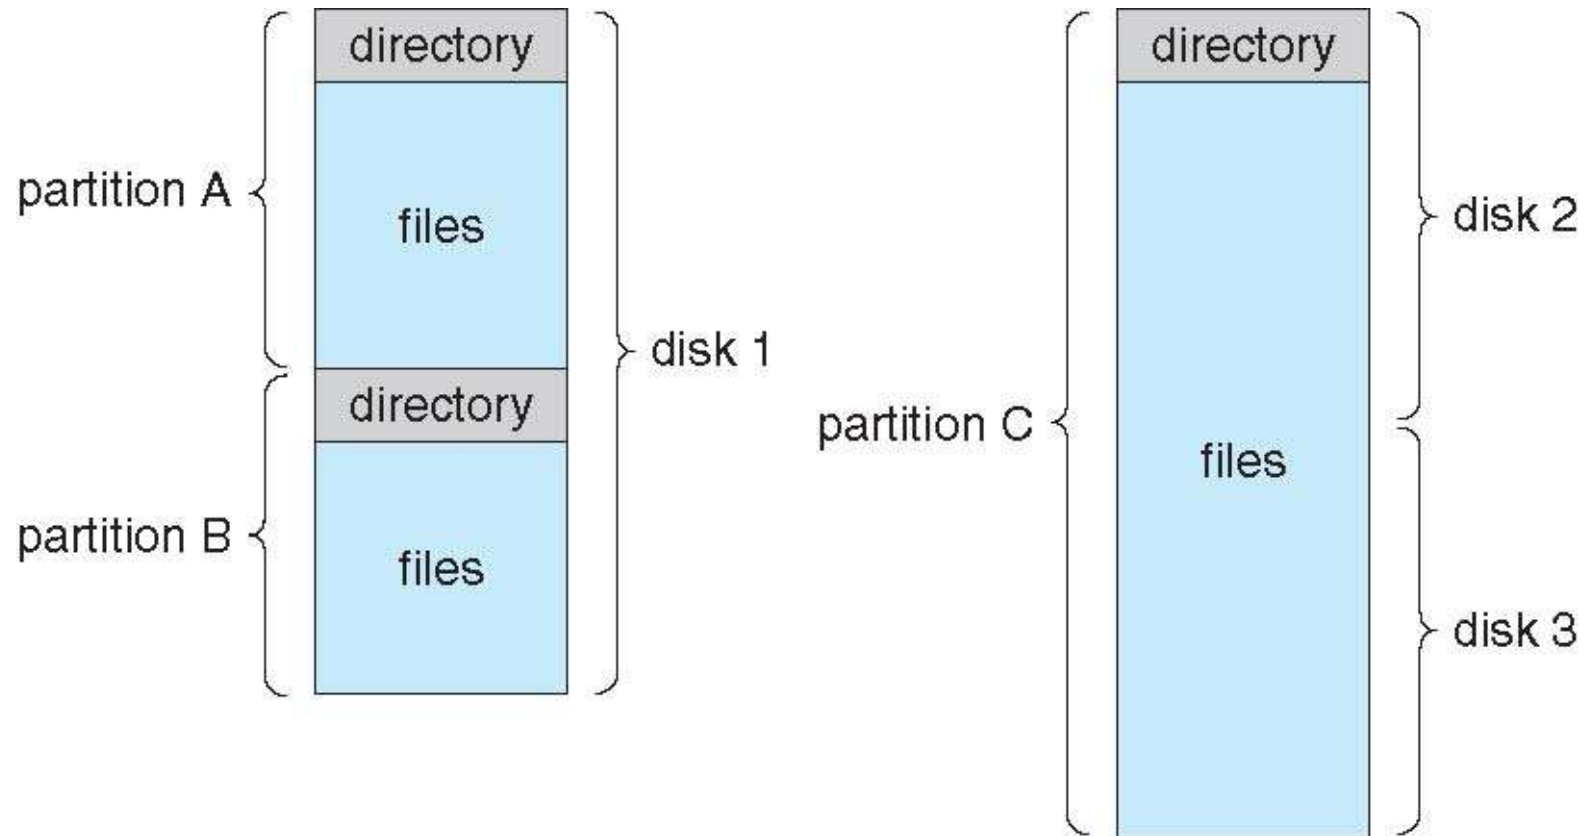 directory
partition A
files
disk 1
directory
partition B
files
directory
disk 2
partition C
files
disk 3